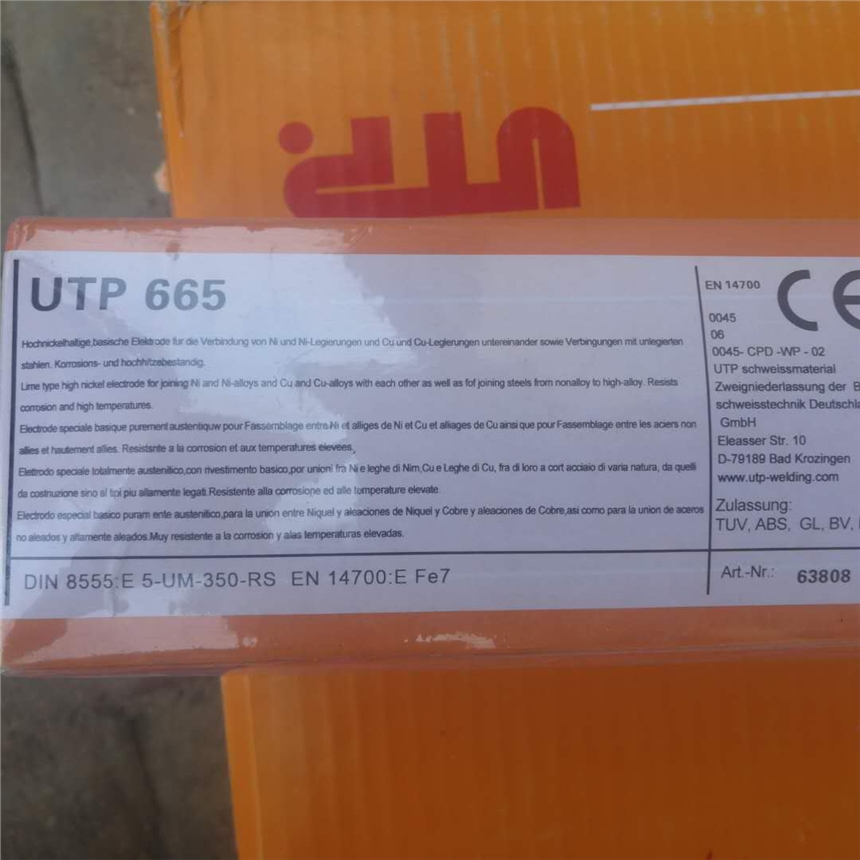 UTP
UTP 665
Hochnickelhaltige,basische Elektrode fur die Verbindung von Ni und Ni-Legierungen und Cu und Cu-Legierungen untereinander sowie Verbingungen mit unlegierten
stahlen. Korrosions- und hochhitzebestandig.
Lime type high nickel electrode for joining Ni and Ni-alloys and Cu and Cu-alloys with each other as well as fof joining steels from nonalloy to high-alloy. Resists
corrosion and high temperatures.
Electrode speciale basique purement austentiquw pour Fassemblage entre Ni et alliges de Ni et Cu et alliages de Cu ainsi que pour Fassemblage entre les aciers non
allies et hautement allies. Resistsnte a la corrosion et aux temperatures elevees,
Elettrodo speciale lotalmente austenitico,con rivestimento basico,por unioni fra Ni e leghe di Nim,Cu e Leghe di Cu, fra di loro a cort acciaio di varia natura, da quelli
da costruzione sino al tipi piu allamente legati.Resistente alla corrosione ed alle temperature elevate.
Electrodo especial basico puram ente austenitico,para la union entre Niquel y aleaciones de Niquel y Cobre y aleaciones de Cobre,asi como para la union de aceros
no aleados y altamente aleados.Muy resistente a la corrosion y alas temperaturas elevadas.
DIN 8555:E 5-UM-350-RS EN 14700:E Fe7
EN 14700
CE
0045
06
0045- CPD -WP - 02
UTP schweissmaterial
Zweigniederlassung der B
schweisstechnik Deutschla
GmbH
Eleasser Str. 10
D-79189 Bad Krozingen
www.utp-welding.com
Zulassung:
TUV, ABS, GL, BV,
Art.-Nr.: 63808